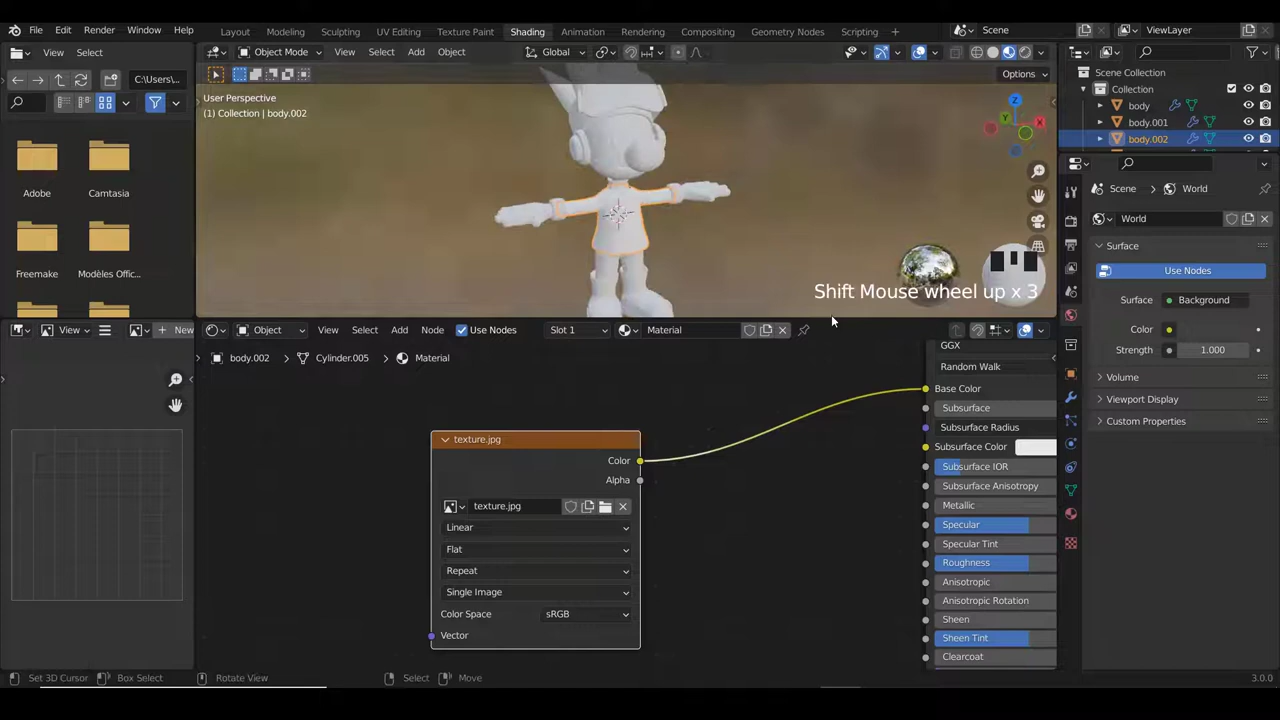 File Edit Render Window Help
Layout Modeling Sculpting UV Editing Texture Paint Shading Animation Rendering Compositing Geometry Nodes Scripting
Scene
ViewLayer
View Select
Object Mode View Select Add Object
Global
C:\Users\...
Options
User Perspective
(1) Collection | body.002
Scene Collection
Collection
body
body.001
body.002
Adobe
Camtasia
Freemake
Modèles Offic...
Scene
World
World
Surface
Use Nodes
Surface
Background
Color
Strength
1.000
Volume
Viewport Display
Custom Properties
X
Y
Z
Shift Mouse wheel up x 3
View
New
Object View Select Add Node Use Nodes Slot 1 Material
body.002 Cylinder.005 Material
GGX
Random Walk
Base Color
Subsurface
Subsurface Radius
Subsurface Color
Subsurface IOR
Subsurface Anisotropy
Metallic
Specular
Specular Tint
Roughness
Anisotropic
Anisotropic Rotation
Sheen
Sheen Tint
Clearcoat
texture.jpg
Color
Alpha
texture.jpg
Linear
Flat
Repeat
Single Image
Color Space
sRGB
Vector
Set 3D Cursor
Box Select
Rotate View
Select
Move
3.0.0